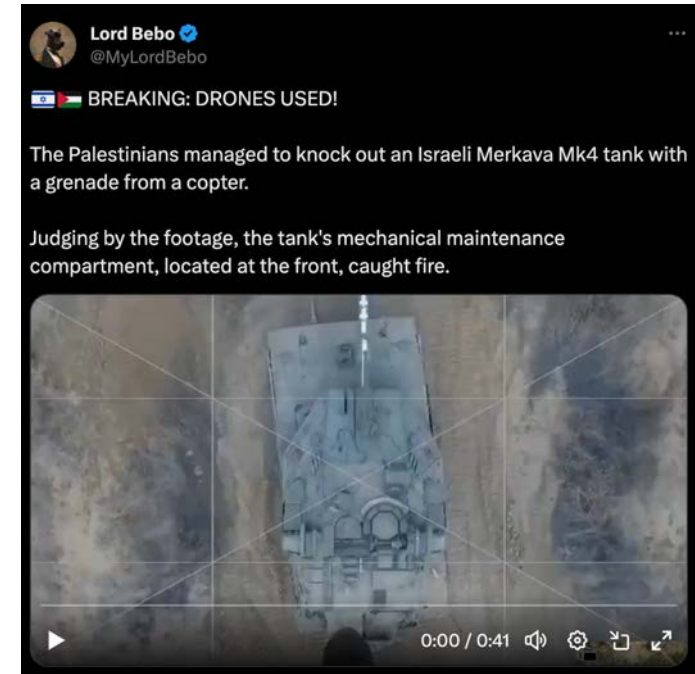 Lord Bebo
@MyLordBebo
🇮🇱🇵🇸 BREAKING: DRONES USED!
The Palestinians managed to knock out an Israeli Merkava Mk4 tank with
a grenade from a copter.
Judging by the footage, the tank's mechanical maintenance
compartment, located at the front, caught fire.
0:00 / 0:41